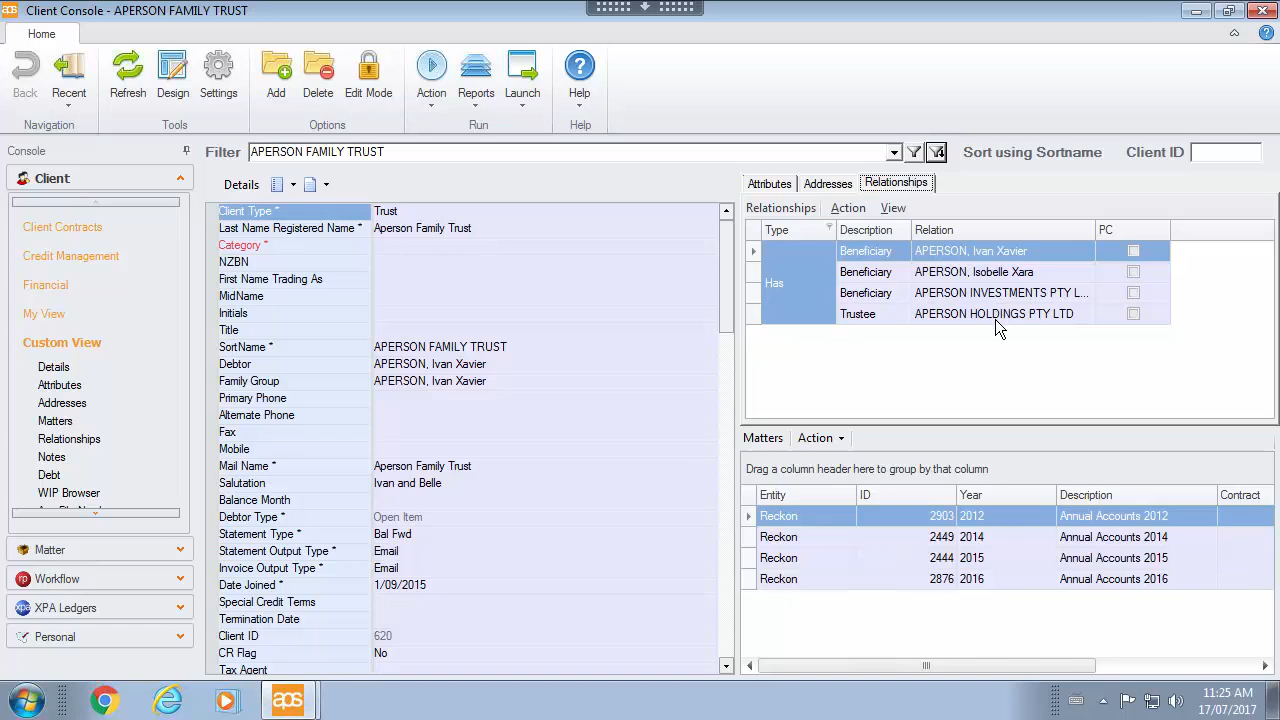 aps Client Console - APERSON FAMILY TRUST
Home
Back Recent Refresh Design Settings Add Delete Edit Mode Action Reports Launch Help
Navigation Tools Options Run Help
Console
Filter APERSON FAMILY TRUST Sort using Sortname Client ID
Client
Client Contracts
Credit Management
Financial
My View
Custom View
Details
Attributes
Addresses
Matters
Relationships
Notes
Debt
WIP Browser
Matter
rp Workflow
xpa XPA Ledgers
Personal
Details
Client Type * Trust
Last Name Registered Name * Aperson Family Trust
Category *
NZBN
First Name Trading As
MidName
Initials
Title
SortName * APERSON FAMILY TRUST
Debtor APERSON, Ivan Xavier
Family Group APERSON, Ivan Xavier
Primary Phone
Alternate Phone
Fax
Mobile
Mail Name * Aperson Family Trust
Salutation Ivan and Belle
Balance Month
Debtor Type * Open Item
Statement Type * Bal Fwd
Statement Output Type * Email
Invoice Output Type * Email
Date Joined * 1/09/2015
Special Credit Terms
Termination Date
Client ID 620
CR Flag No
Tax Agent
Attributes Addresses Relationships
Relationships Action View
Type Description Relation PC
Has
Beneficiary APERSON, Ivan Xavier
Beneficiary APERSON, Isobelle Xara
Beneficiary APERSON INVESTMENTS PTY L...
Trustee APERSON HOLDINGS PTY LTD
Matters Action
Drag a column header here to group by that column
Entity ID Year Description Contract
Reckon 2903 2012 Annual Accounts 2012
Reckon 2449 2014 Annual Accounts 2014
Reckon 2444 2015 Annual Accounts 2015
Reckon 2876 2016 Annual Accounts 2016
aps
11:25 AM
17/07/2017